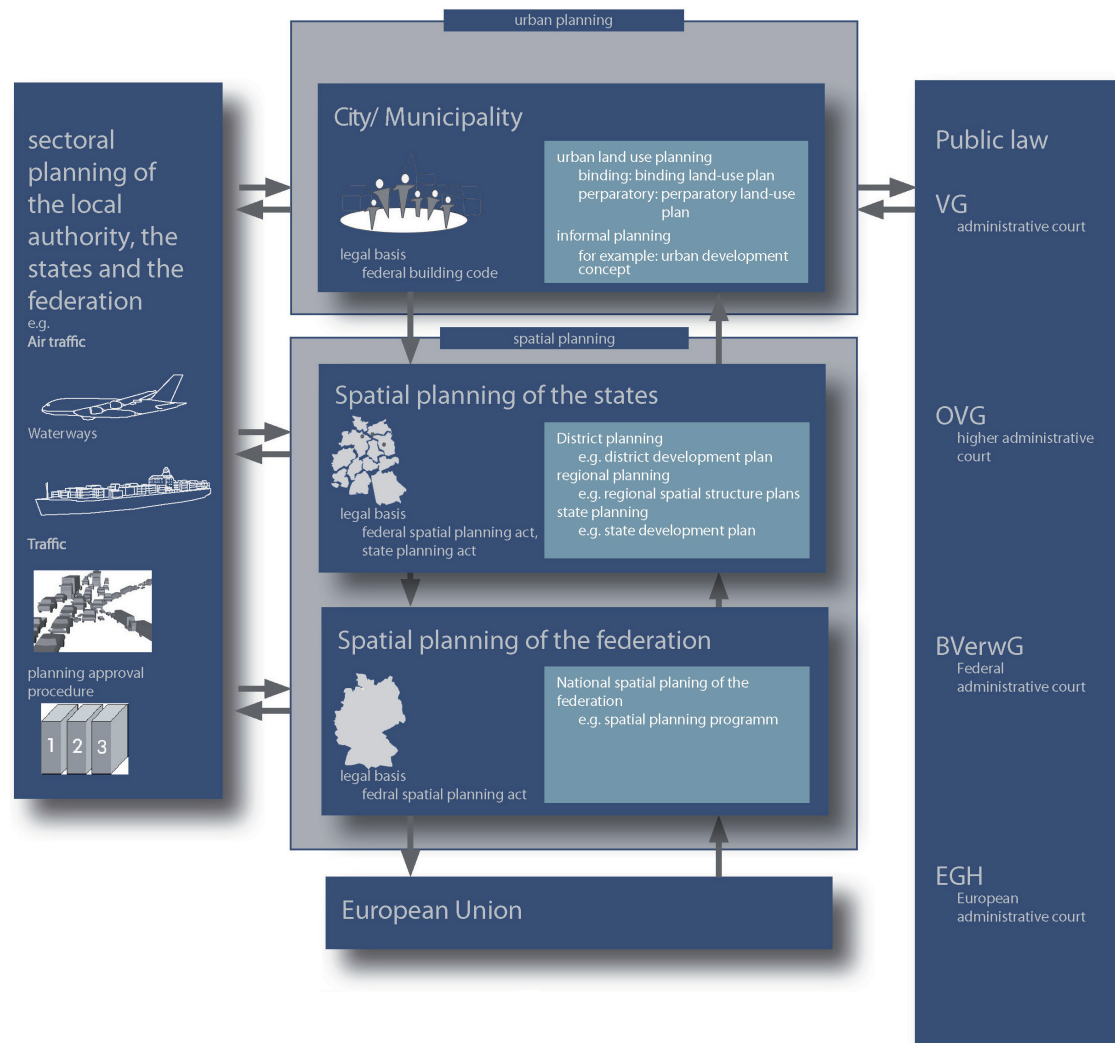 urban planning
sectoral
planning of
the local
authority, the
states and the
federation
e.g.
Air traffic
Waterways
Traffic
planning approval
procedure
1 2 3
City/ Municipality
legal basis
federal building code
urban land use planning
binding: binding land-use plan
perparatory: perparatory land-use
plan
informal planning
for example: urban development
concept
spatial planning
Spatial planning of the states
legal basis
federal spatial planning act,
state planning act
District planning
e.g. district development plan
regional planning
e.g. regional spatial structure plans
state planning
e.g. state development plan
Spatial planning of the federation
legal basis
fedral spatial planning act
National spatial planing of the
federation
e.g. spatial planning programm
European Union
Public law
VG
administrative court
OVG
higher administrative
court
BVerwG
Federal
administrative court
EGH
European
administrative court